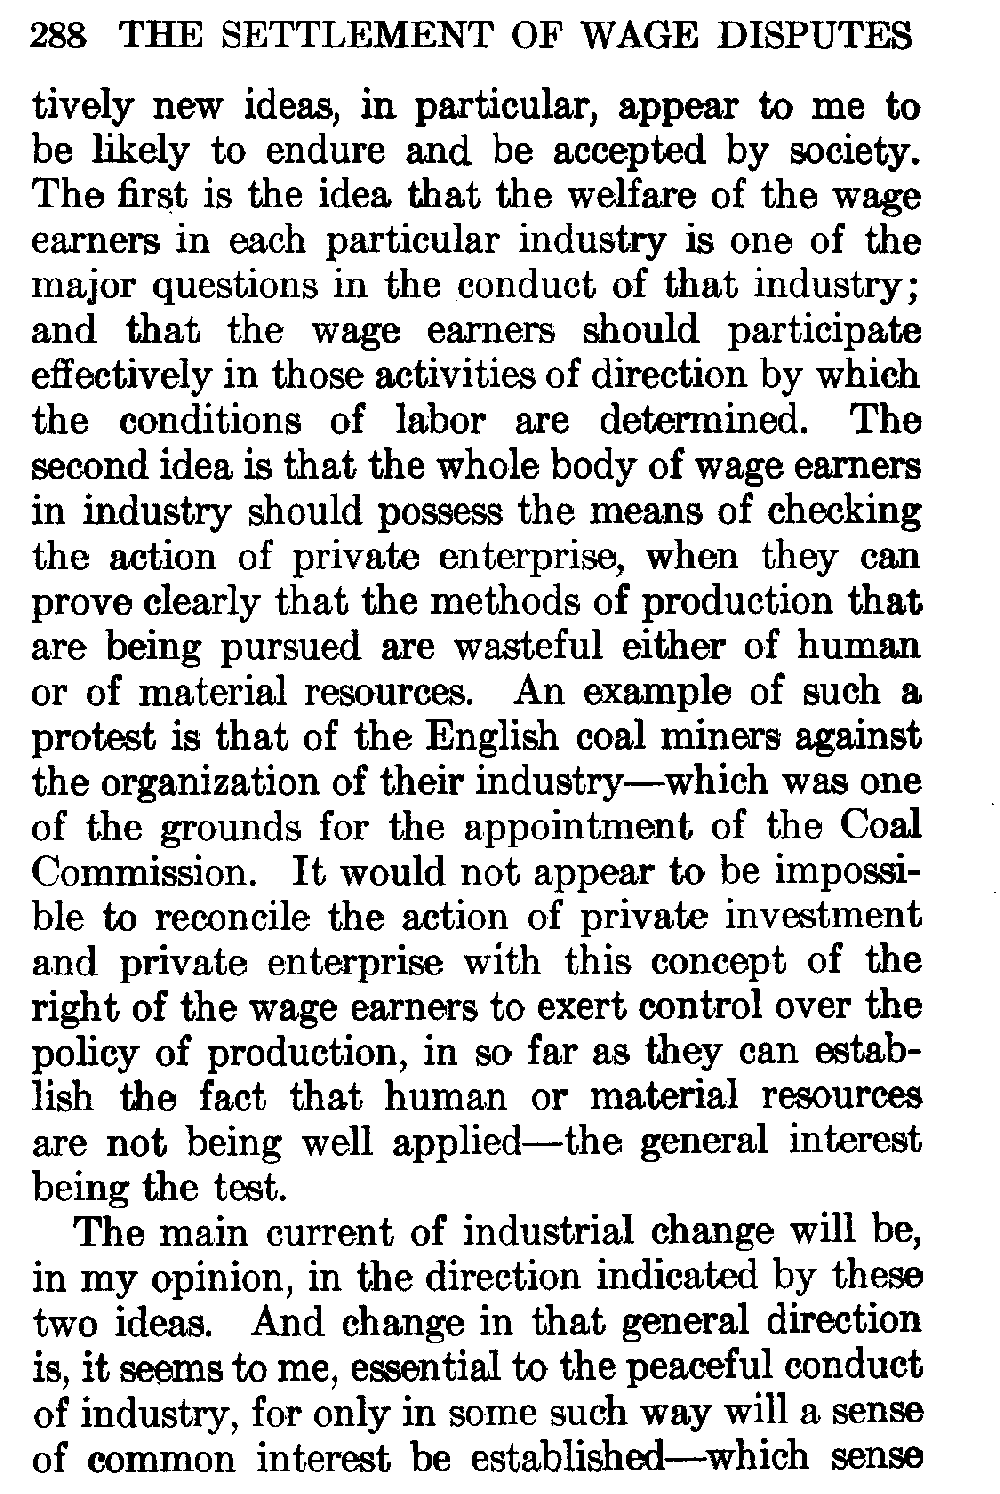 288 THE SETTLEMENT OF WAGE DISPUTES
tively new ideas, in particular, appear to me to
be likely to endure and be accepted by society.
The first is the idea that the welfare of the wage
earners in each particular industry is one of the
major questions in the conduct of that industry;
and that the wage earners should participate
effectively in those activities of direction by which
the conditions of labor are determined. The
second idea is that the whole body of wage earners
in industry should possess the means of checking
the action of private enterprise, when they can
prove clearly that the methods of production that
are being pursued are wasteful either of human
or of material resources. An example of such a
protest is that of the English coal miners against
the organization of their industry—which was one
of the grounds for the appointment of the Coal
Commission. It would not appear to be impossi-
ble to reconcile the action of private investment
and private enterprise with this concept of the
right of the wage earners to exert control over the
policy of production, in so far as they can estab-
lish the fact that human or material resources
are not being well applied—the general interest
being the test.
The main current of industrial change will be,
in my opinion, in the direction indicated by these
two ideas. And change in that general direction
is, it seems to me, essential to the peaceful conduct
of industry, for only in some such way will a sense
of common interest be established—which sense